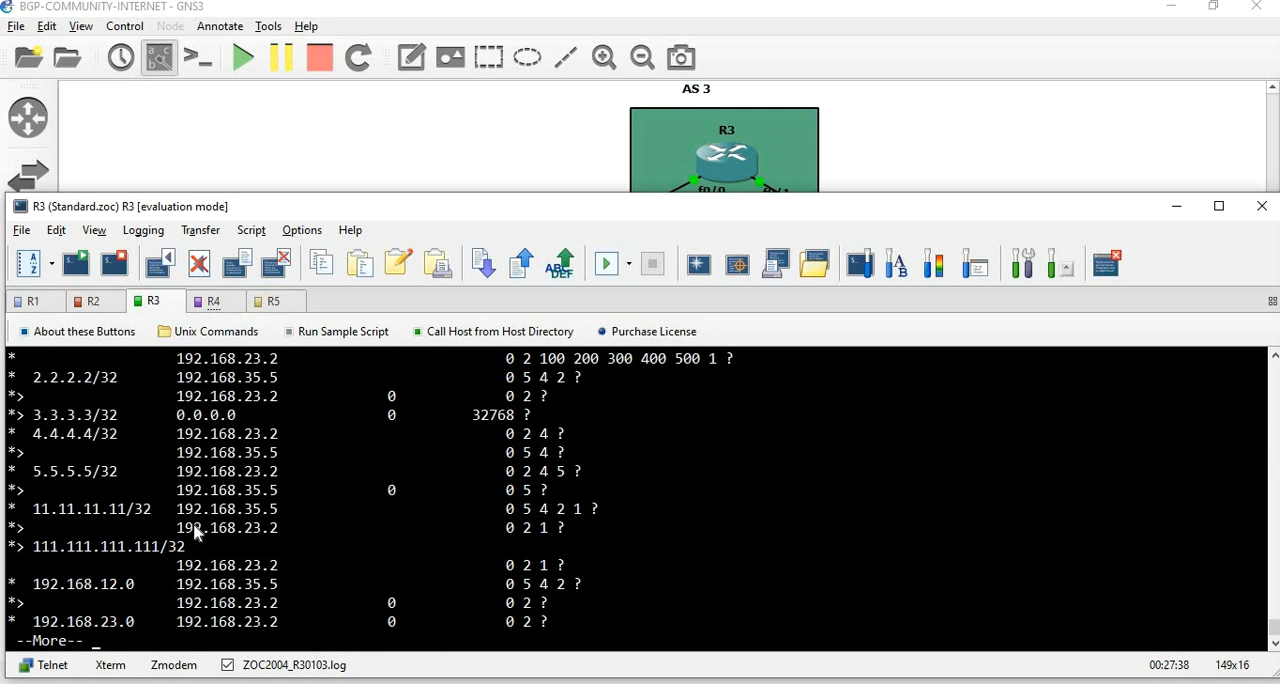 BGP-COMMUNITY-INTERNET - GNS3
File Edit View Control Node Annotate Tools Help
AS 3
R3
R3 (Standard.zoc) R3 [evaluation mode]
File Edit View Logging Transfer Script Options Help
R1 R2 R3 R4 R5
About these Buttons Unix Commands Run Sample Script Call Host from Host Directory Purchase License
* 192.168.23.2 0 2 100 200 300 400 500 1 ?
* 2.2.2.2/32 192.168.35.5 0 5 4 2 ?
*> 192.168.23.2 0 0 2 ?
*> 3.3.3.3/32 0.0.0.0 0 32768 ?
* 4.4.4.4/32 192.168.23.2 0 2 4 ?
*> 192.168.35.5 0 5 4 ?
* 5.5.5.5/32 192.168.23.2 0 2 4 5 ?
*> 192.168.35.5 0 0 5 ?
* 11.11.11.11/32 192.168.35.5 0 5 4 2 1 ?
*> 192.168.23.2 0 2 1 ?
*> 111.111.111.111/32
192.168.23.2 0 2 1 ?
* 192.168.12.0 192.168.35.5 0 5 4 2 ?
*> 192.168.23.2 0 0 2 ?
* 192.168.23.0 192.168.23.2 0 0 2 ?
--More-- _
Telnet Xterm Zmodem ZOC2004_R30103.log 00:27:38 149x16